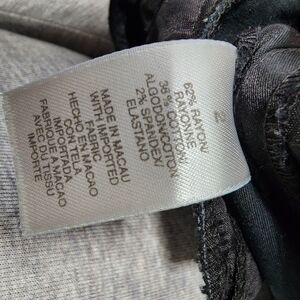 2
62% RAYON/
RAYONNE
36% COTTON/
ALGODON/COTON
2% SPANDEX/
ELASTANO
MADE IN MACAU
WITH IMPORTED
FABRIC
HECHO EN MACAO
CON TELA
IMPORTADA
FABRIQUE A MACAO
AVEC DU TISSU
IMPORTE